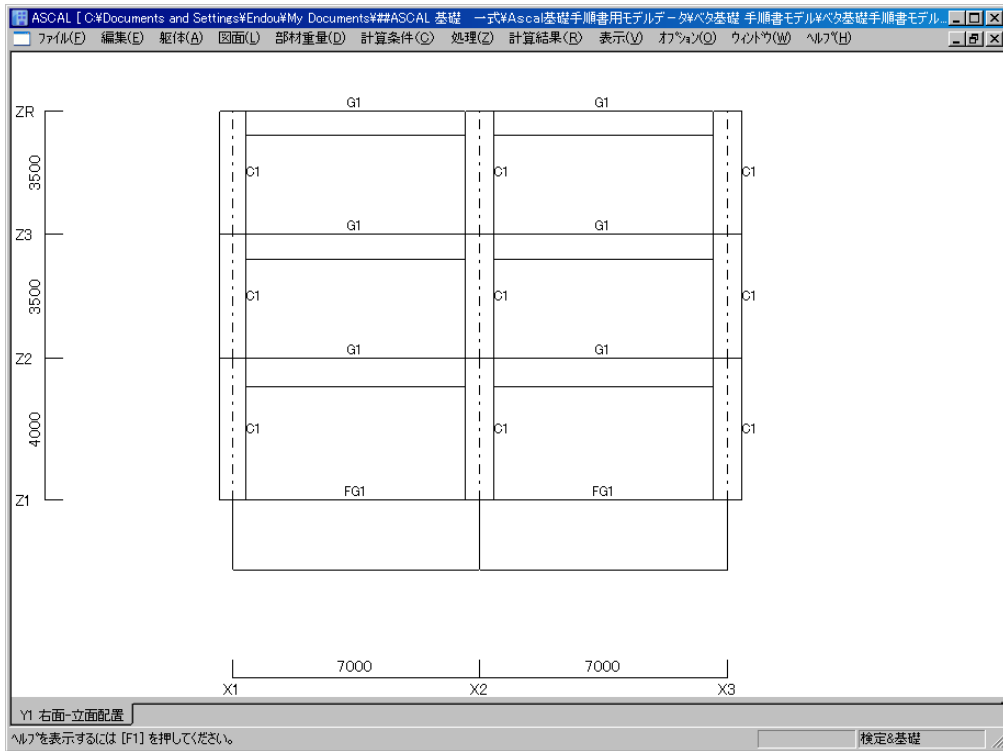 ASCAL [ C:¥Documents and Settings¥Endou¥My Documents¥##ASCAL 基礎　一式¥Ascal基礎手順書用モデルデータ¥ベタ基礎 手順書モデル¥ベタ基礎手順書モデル...
ファイル(F) 編集(E) 躯体(A) 図面(L) 部材重量(D) 計算条件(C) 処理(Z) 計算結果(R) 表示(V) オプション(O) ウィンドウ(W) ヘルプ(H)
G1 G1
ZR
3500 C1 C1 C1
G1 G1
Z3
3500 C1 C1 C1
G1 G1
Z2
4000 C1 C1 C1
FG1 FG1
Z1
7000 7000
X1 X2 X3
Y1 右面-立面配置
ヘルプを表示するには [F1] を押してください。 検定&基礎